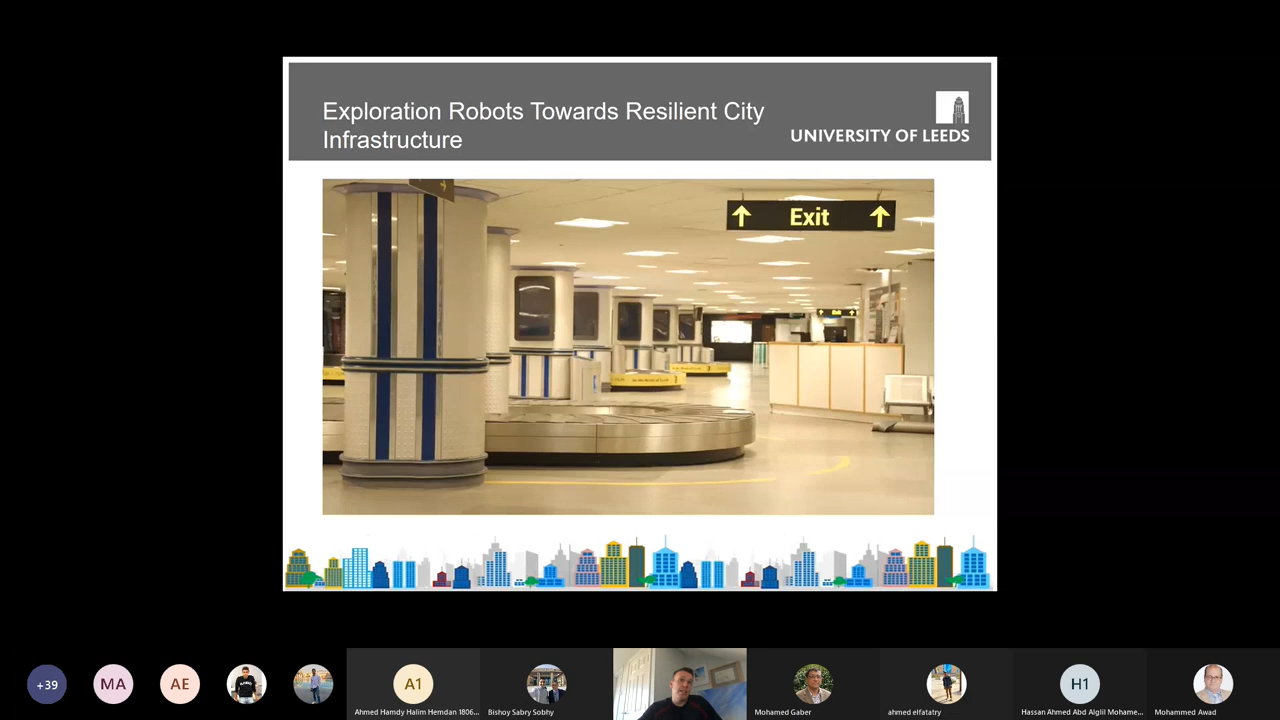 Exploration Robots Towards Resilient City
Infrastructure
UNIVERSITY OF LEEDS
Exit
Exit
+39
MA
AE
A1
H1
Ahmed Hamdy Halim Hemdan 1806...
Bishoy Sabry Sobhy
Mohamed Gaber
ahmed elfatatry
Hassan Ahmed Abd Alglil Mohame...
Mohammed Awad